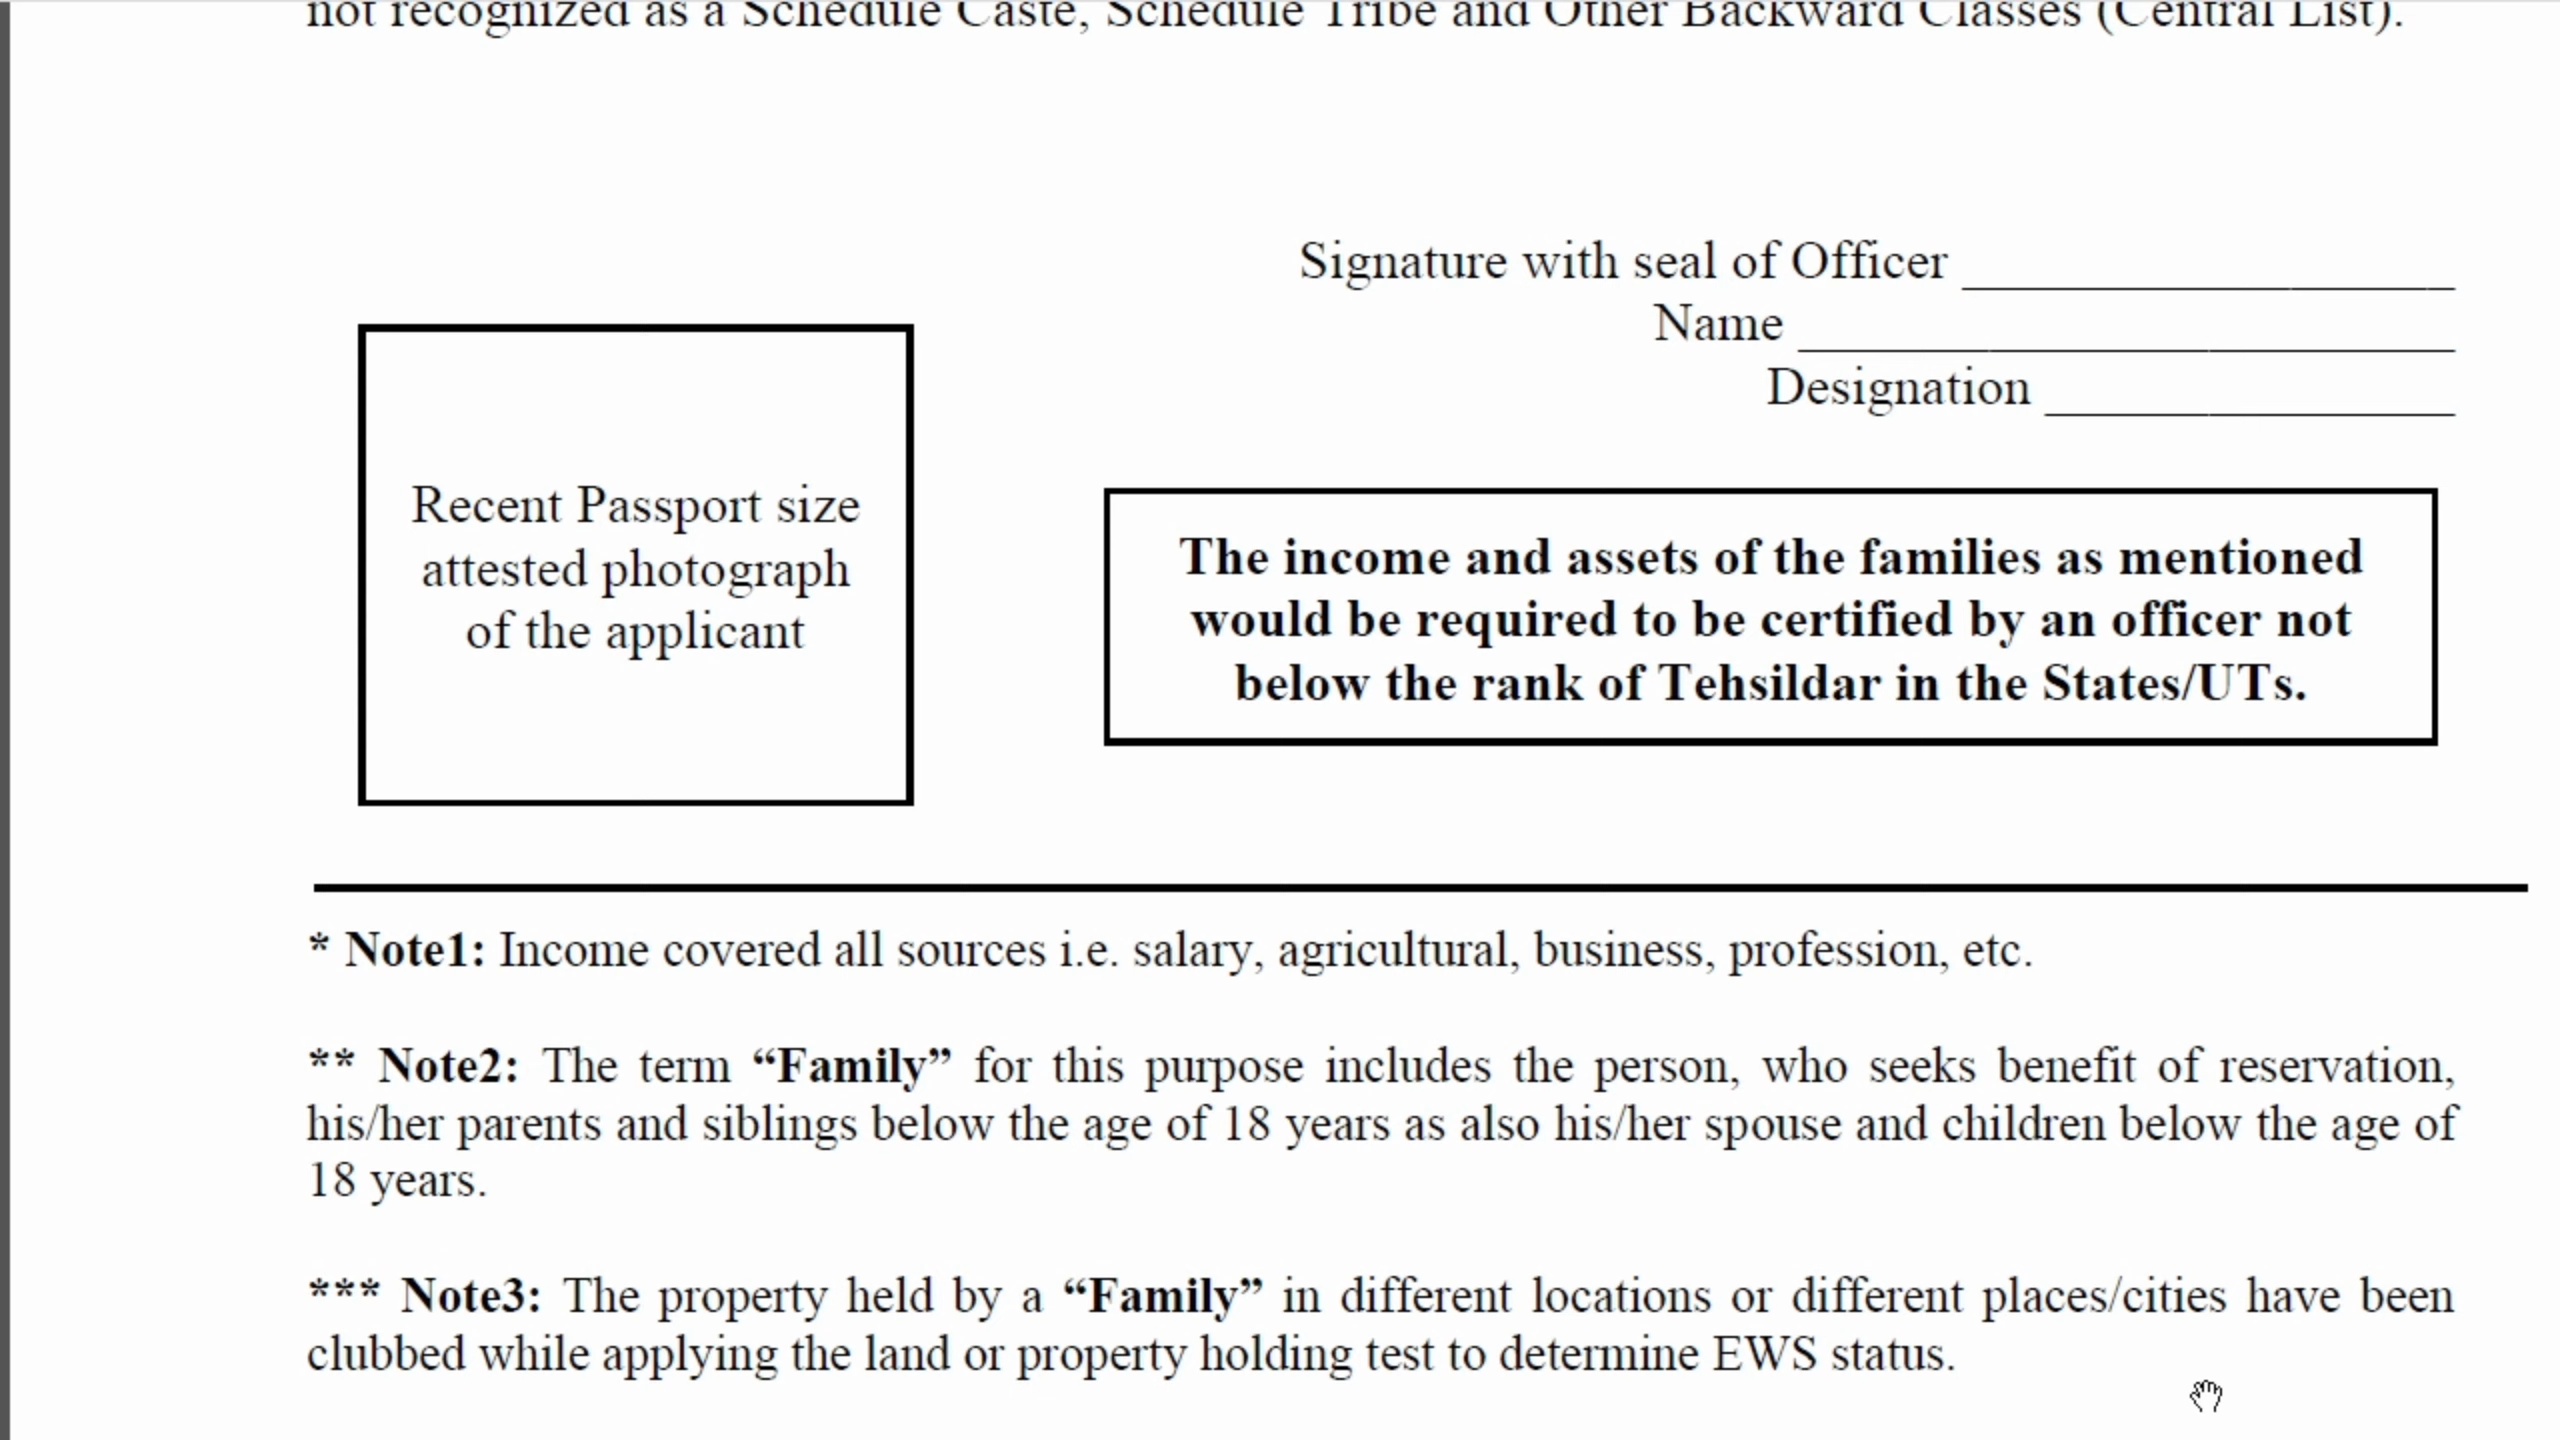 not recognized as a Schedule Caste, Schedule Tribe and Other Backward Classes (Central List).
Signature with seal of Officer ____________________
Name ____________________
Designation ____________________
Recent Passport size
attested photograph
of the applicant
The income and assets of the families as mentioned
would be required to be certified by an officer not
below the rank of Tehsildar in the States/UTs.
* Note1: Income covered all sources i.e. salary, agricultural, business, profession, etc.
** Note2: The term “Family” for this purpose includes the person, who seeks benefit of reservation,
his/her parents and siblings below the age of 18 years as also his/her spouse and children below the age of
18 years.
*** Note3: The property held by a “Family” in different locations or different places/cities have been
clubbed while applying the land or property holding test to determine EWS status.